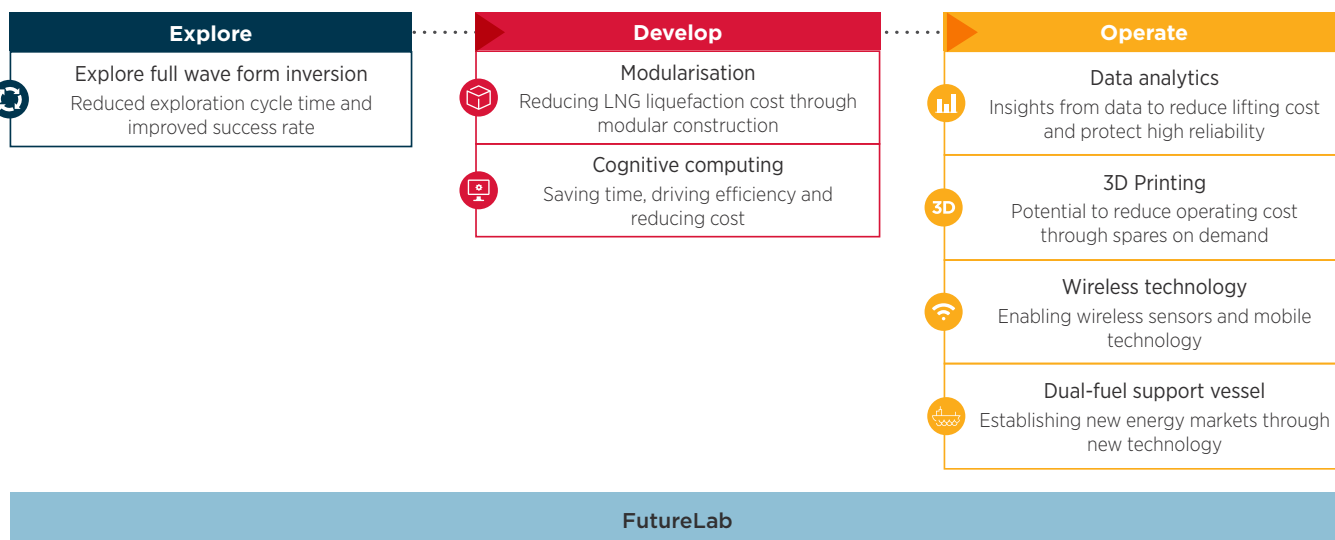 Explore
Explore full wave form inversion
Reduced exploration cycle time and
improved success rate
Develop
Modularisation
Reducing LNG liquefaction cost through
modular construction
Cognitive computing
Saving time, driving efficiency and
reducing cost
Operate
Data analytics
Insights from data to reduce lifting cost
and protect high reliability
3D
3D Printing
Potential to reduce operating cost
through spares on demand
Wireless technology
Enabling wireless sensors and mobile
technology
Dual-fuel support vessel
Establishing new energy markets through
new technology
FutureLab